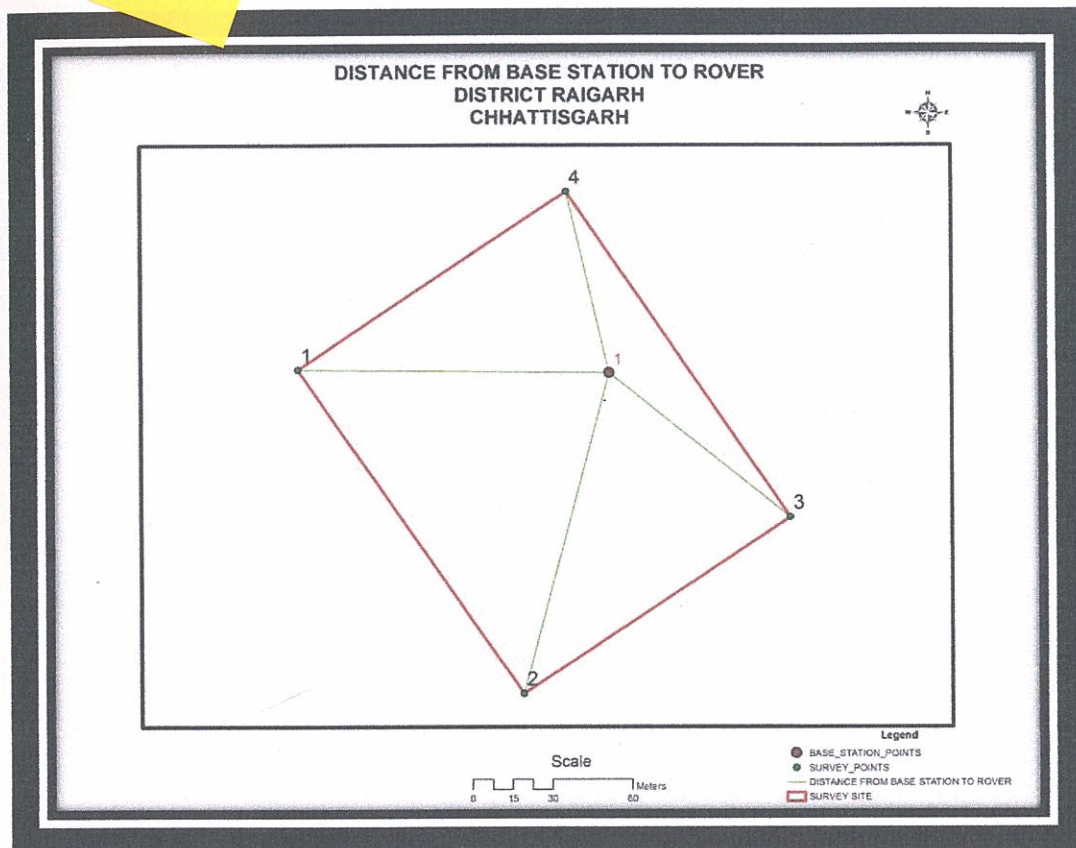 DISTANCE FROM BASE STATION TO ROVER
DISTRICT RAIGARH
CHHATTISGARH
N
W E
S
4
1
1
3
2
Legend
BASE_STATION_POINTS
SURVEY_POINTS
DISTANCE FROM BASE STATION TO ROVER
SURVEY SITE
Scale
Meters
0 15 30 60